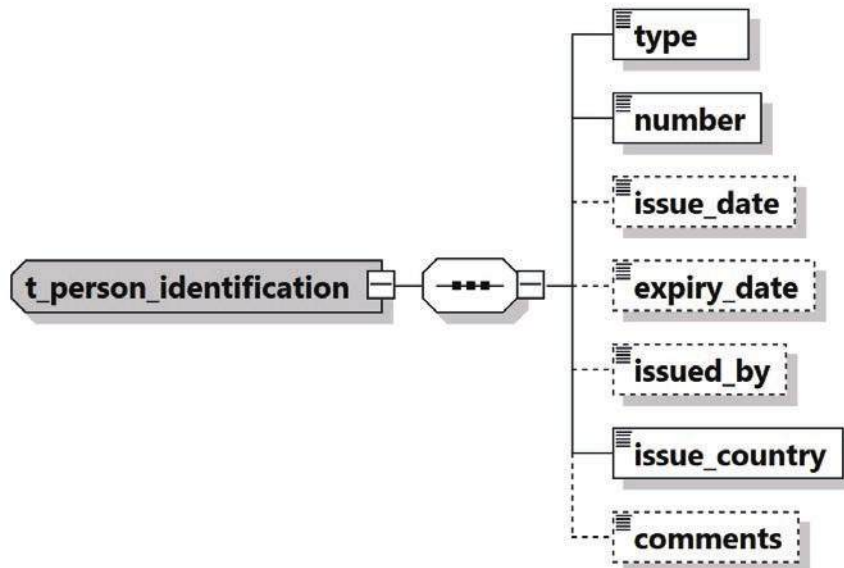 type
number
issue_date
t_person_identification
expiry_date
issued_by
issue_country
comments